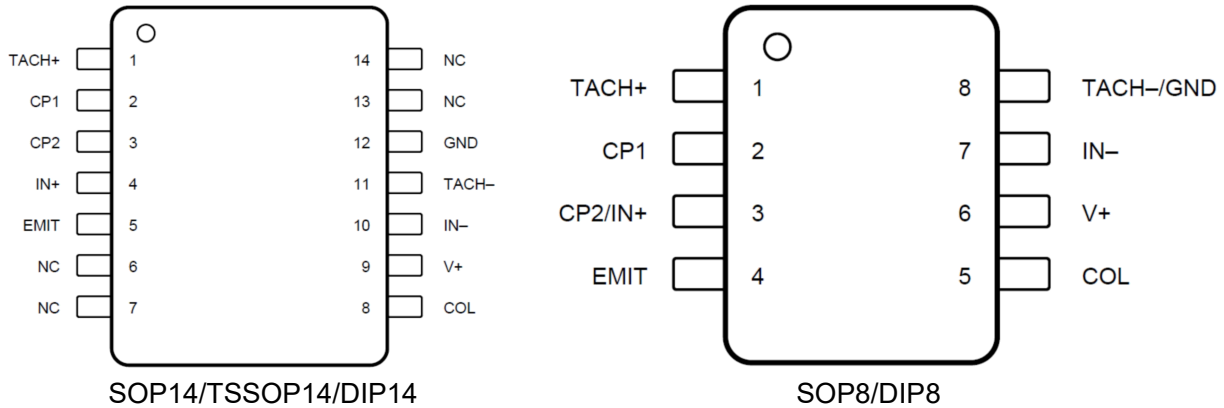 TACH+ 1 14 NC
CP1 2 13 NC
CP2 3 12 GND
IN+ 4 11 TACH–
EMIT 5 10 IN–
NC 6 9 V+
NC 7 8 COL
SOP14/TSSOP14/DIP14
TACH+ 1 8 TACH–/GND
CP1 2 7 IN–
CP2/IN+ 3 6 V+
EMIT 4 5 COL
SOP8/DIP8